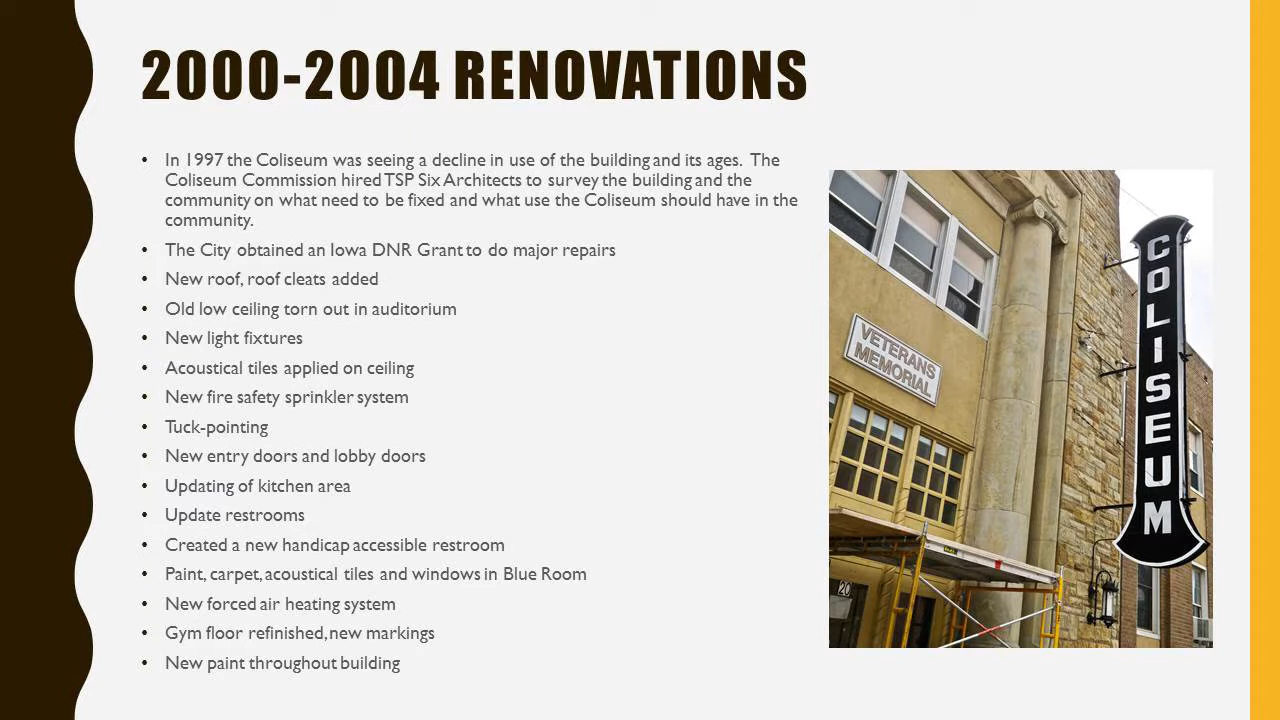 2000-2004 RENOVATIONS
• In 1997 the Coliseum was seeing a decline in use of the building and its ages. The
Coliseum Commission hired TSP Six Architects to survey the building and the
community on what need to be fixed and what use the Coliseum should have in the
community.
• The City obtained an Iowa DNR Grant to do major repairs
• New roof, roof cleats added
• Old low ceiling torn out in auditorium
• New light fixtures
• Acoustical tiles applied on ceiling
• New fire safety sprinkler system
• Tuck-pointing
• New entry doors and lobby doors
• Updating of kitchen area
• Update restrooms
• Created a new handicap accessible restroom
• Paint, carpet, acoustical tiles and windows in Blue Room
• New forced air heating system
• Gym floor refinished, new markings
• New paint throughout building
VETERANS
MEMORIAL
COLISEUM
20